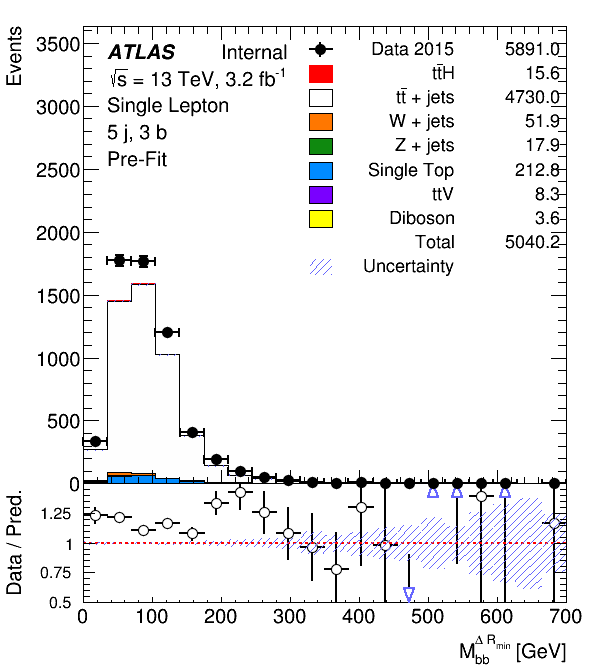 Events
3500
3000
2500
2000
1500
1000
500
0
ATLAS Internal
√s = 13 TeV, 3.2 fb⁻¹
Single Lepton
5 j, 3 b
Pre-Fit
Data 2015 5891.0
tt̄H 15.6
tt̄ + jets 4730.0
W + jets 51.9
Z + jets 17.9
Single Top 212.8
ttV 8.3
Diboson 3.6
Total 5040.2
Uncertainty
Data / Pred.
1.25
1
0.75
0.5
0 100 200 300 400 500 600 700
M_bb^Δ R_min [GeV]